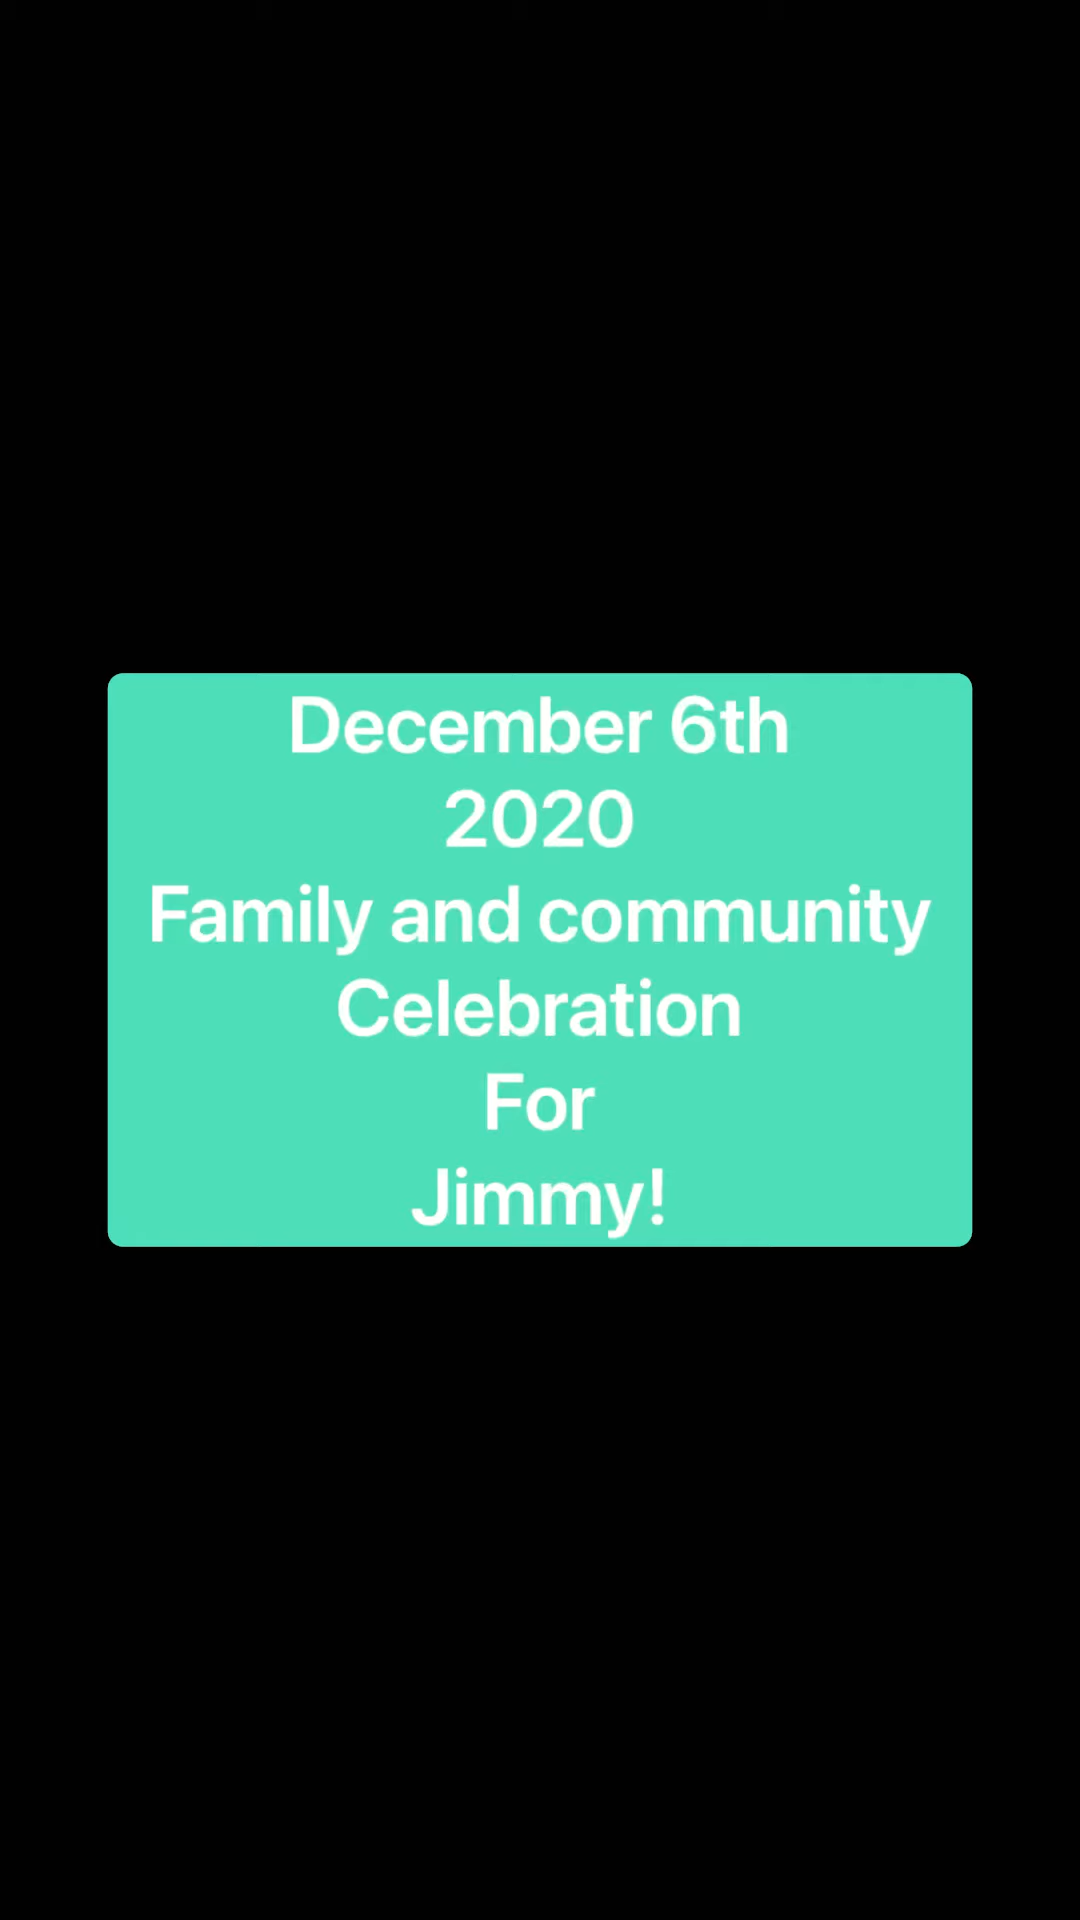 December 6th
2020
Family and community
Celebration
For
Jimmy!